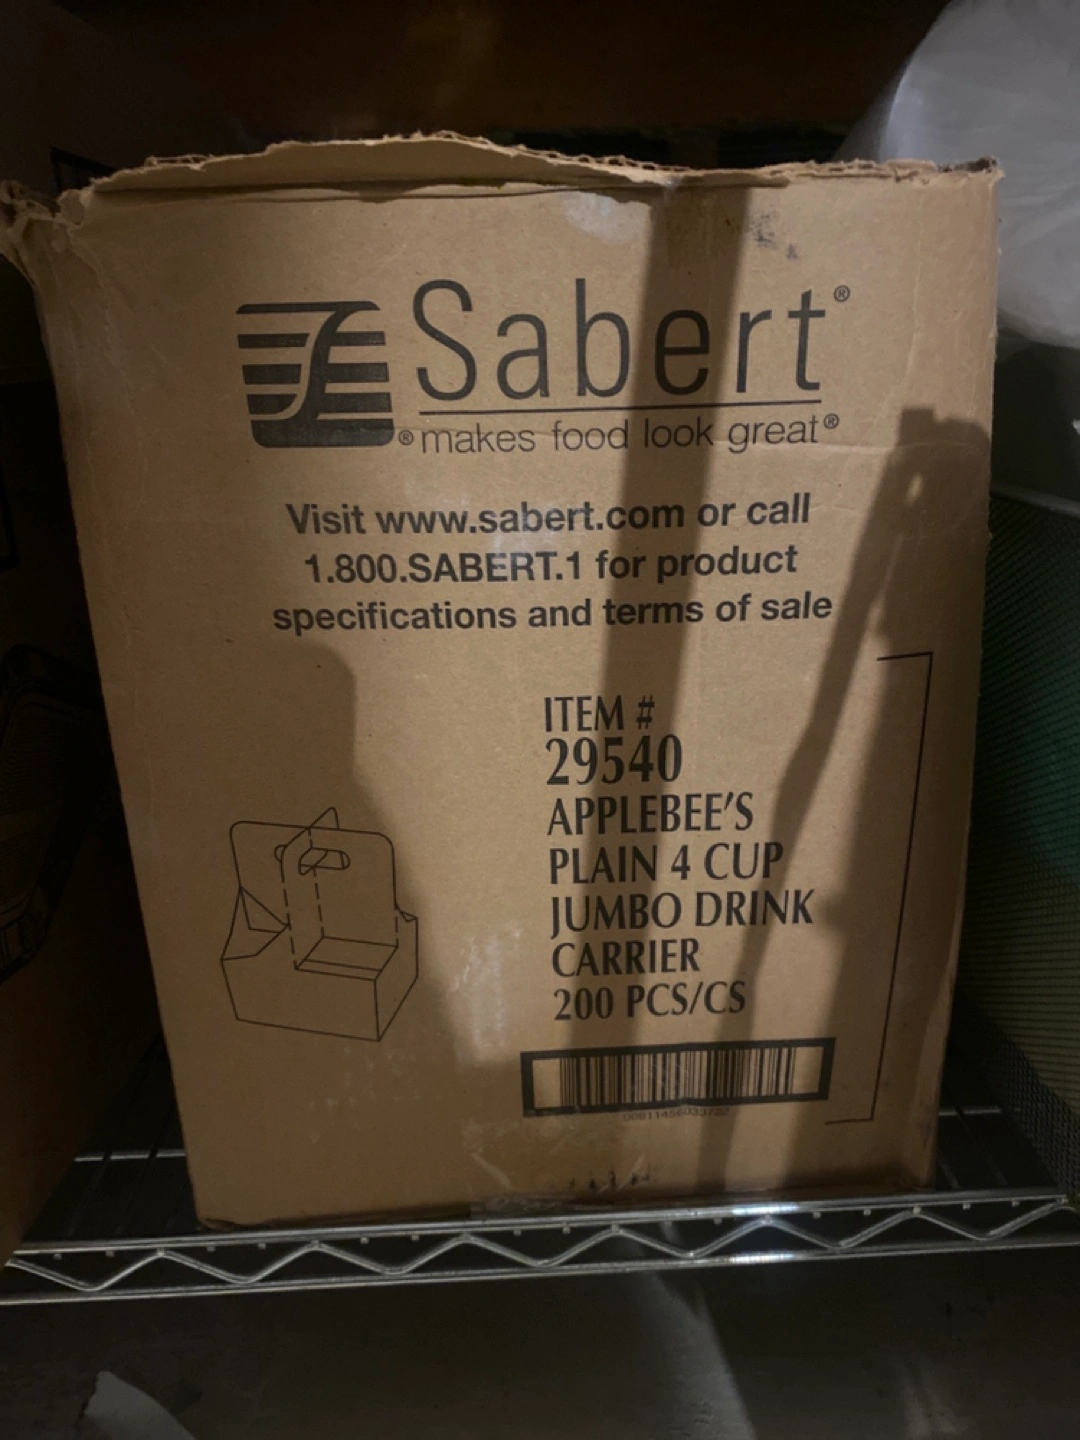 Sabert®
®makes food look great®
Visit www.sabert.com or call
1.800.SABERT.1 for product
specifications and terms of sale
ITEM #
29540
APPLEBEE'S
PLAIN 4 CUP
JUMBO DRINK
CARRIER
200 PCS/CS